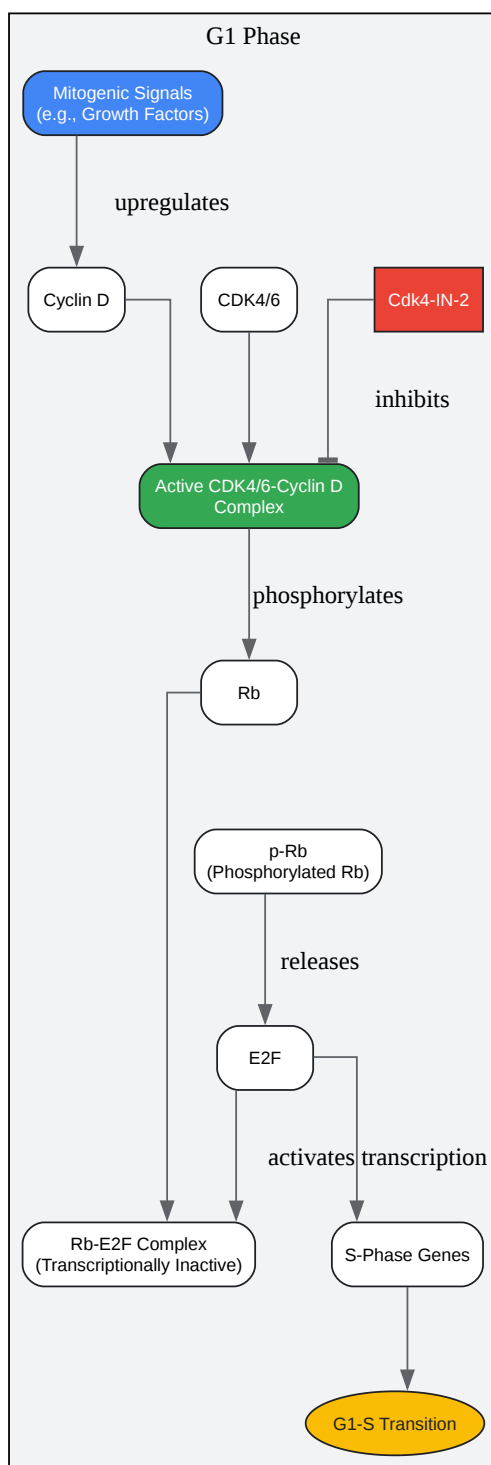 G1 Phase
Mitogenic Signals
(e.g., Growth Factors)
upregulates
Cyclin D
CDK4/6
Cdk4-IN-2
inhibits
Active CDK4/6-Cyclin D
Complex
phosphorylates
Rb
p-Rb
(Phosphorylated Rb)
releases
E2F
activates transcription
Rb-E2F Complex
(Transcriptionally Inactive)
S-Phase Genes
G1-S Transition